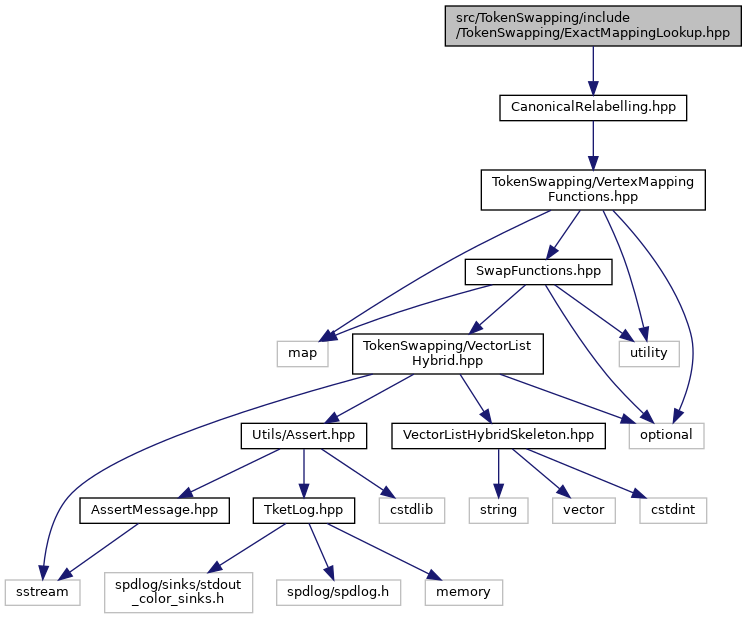 src/TokenSwapping/include
/TokenSwapping/ExactMappingLookup.hpp
CanonicalRelabelling.hpp
TokenSwapping/VertexMapping
Functions.hpp
SwapFunctions.hpp
map
TokenSwapping/VectorList
Hybrid.hpp
utility
Utils/Assert.hpp
VectorListHybridSkeleton.hpp
optional
AssertMessage.hpp
TketLog.hpp
cstdlib
string
vector
cstdint
sstream
spdlog/sinks/stdout
_color_sinks.h
spdlog/spdlog.h
memory